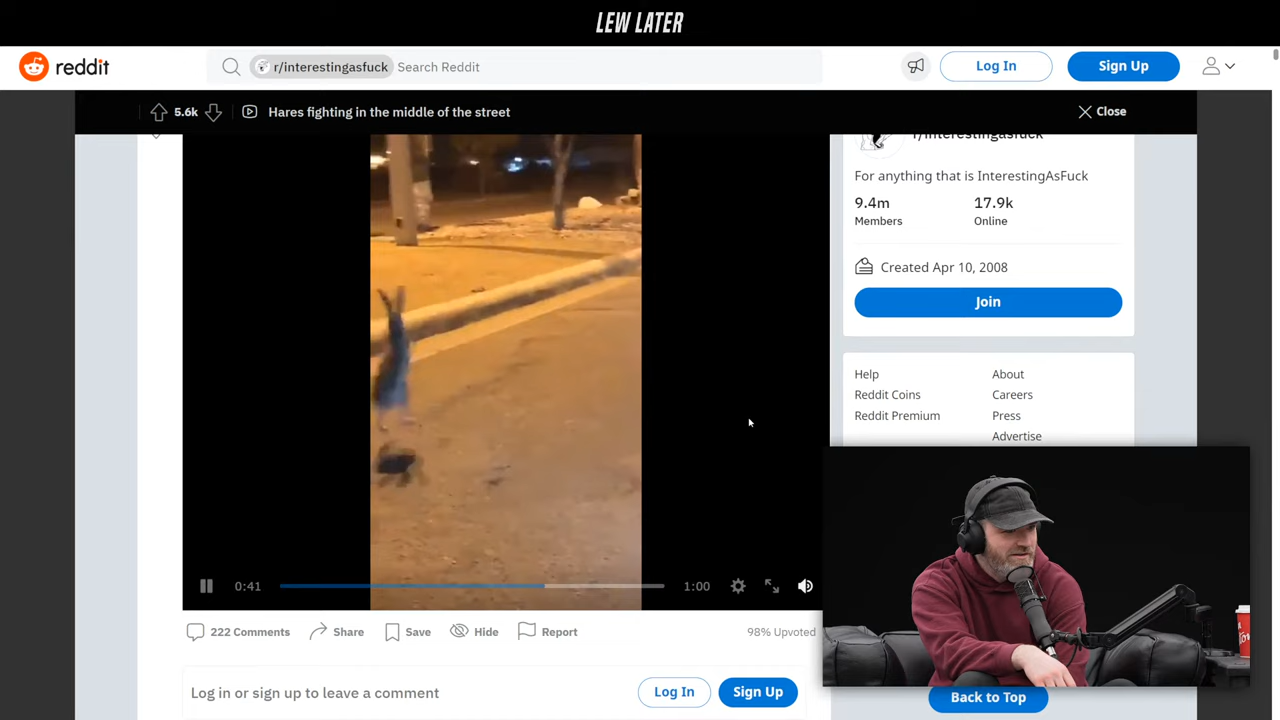 LEW LATER
reddit
r/interestingasfuck
Search Reddit
Log In
Sign Up
5.6k
Hares fighting in the middle of the street
Close
r/interestingasfuck
For anything that is InterestingAsFuck
9.4m
17.9k
Members
Online
Created Apr 10, 2008
Join
Help
About
Reddit Coins
Careers
Reddit Premium
Press
Advertise
0:41
1:00
222 Comments
Share
Save
Hide
Report
98% Upvoted
Log in or sign up to leave a comment
Log In
Sign Up
Back to Top